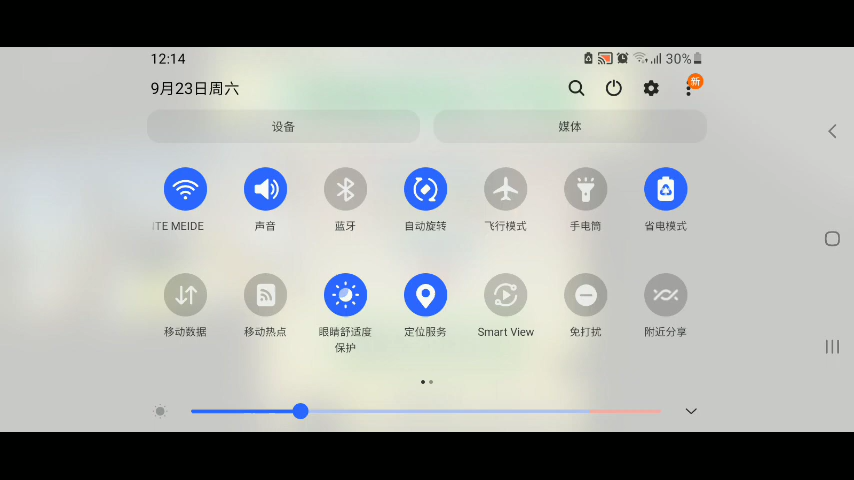 12:14
30%
9月23日周六
新
设备
媒体
ITE MEIDE
声音
蓝牙
自动旋转
飞行模式
手电筒
省电模式
移动数据
移动热点
眼睛舒适度
保护
定位服务
Smart View
免打扰
附近分享